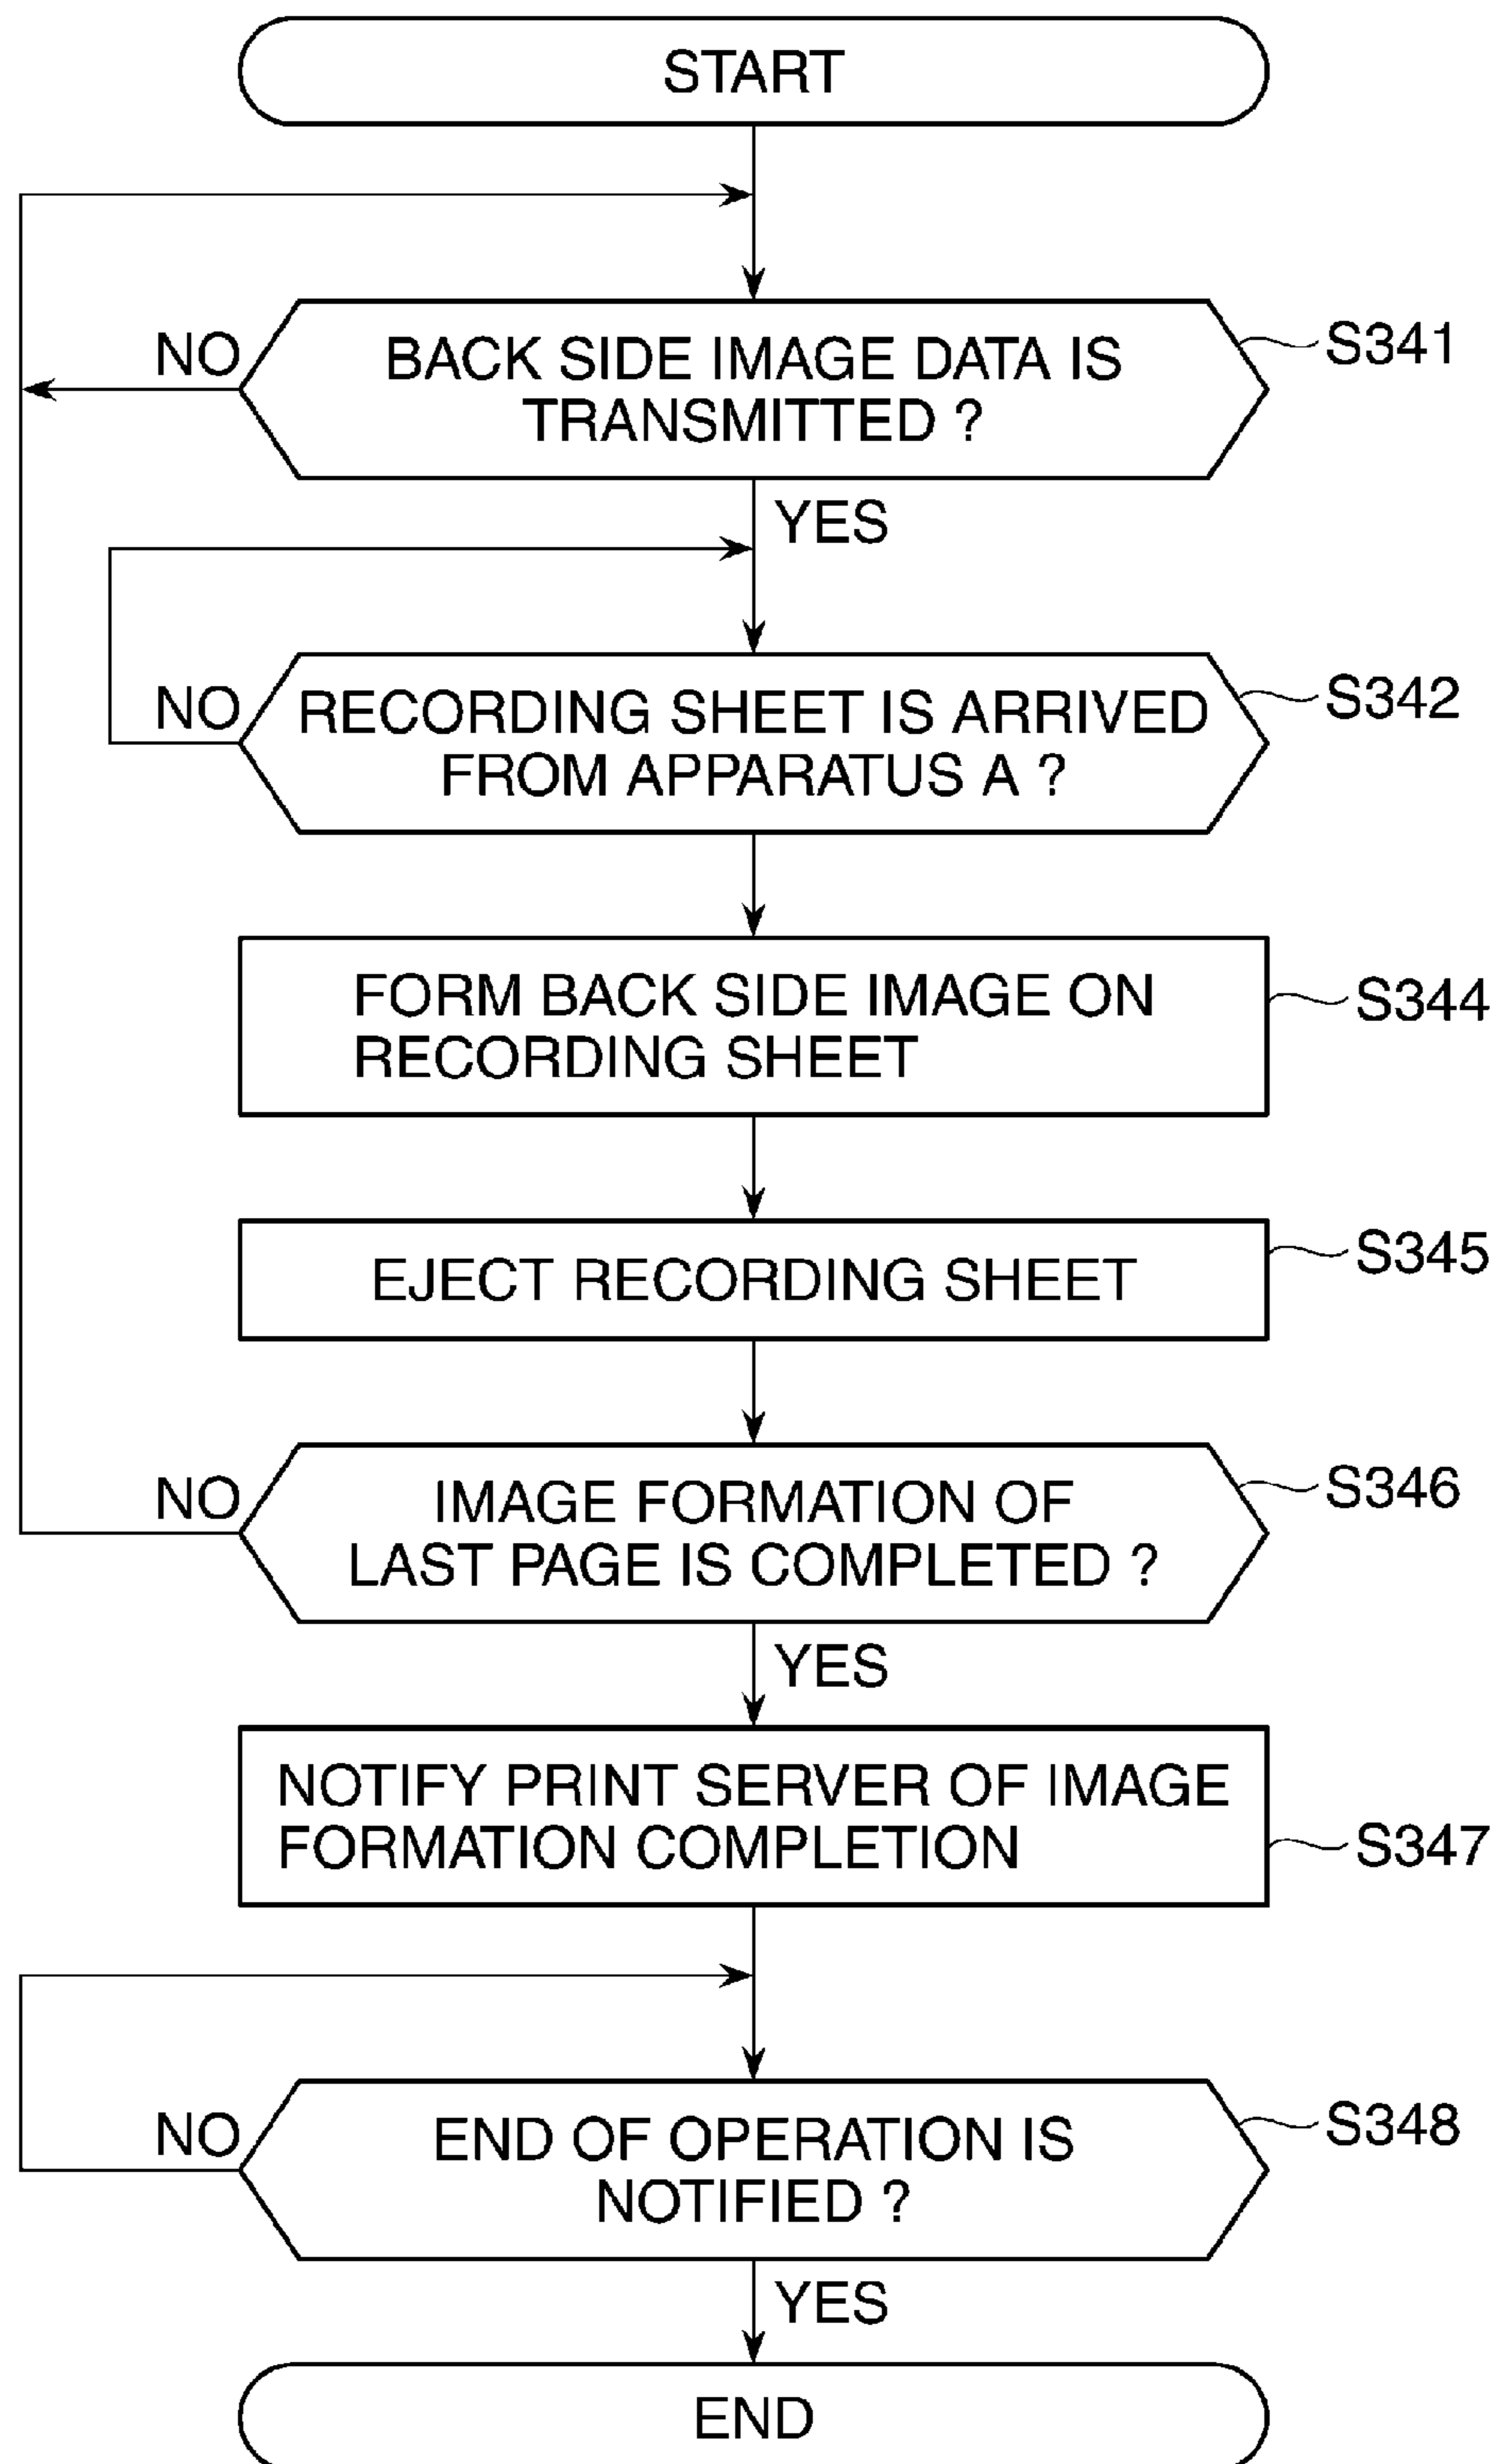 START
NO
BACK SIDE IMAGE DATA IS
TRANSMITTED ?
S341
YES
NO
RECORDING SHEET IS ARRIVED
FROM APPARATUS A ?
S342
FORM BACK SIDE IMAGE ON
RECORDING SHEET
S344
EJECT RECORDING SHEET
S345
NO
IMAGE FORMATION OF
LAST PAGE IS COMPLETED ?
S346
YES
NOTIFY PRINT SERVER OF IMAGE
FORMATION COMPLETION
S347
NO
END OF OPERATION IS
NOTIFIED ?
S348
YES
END